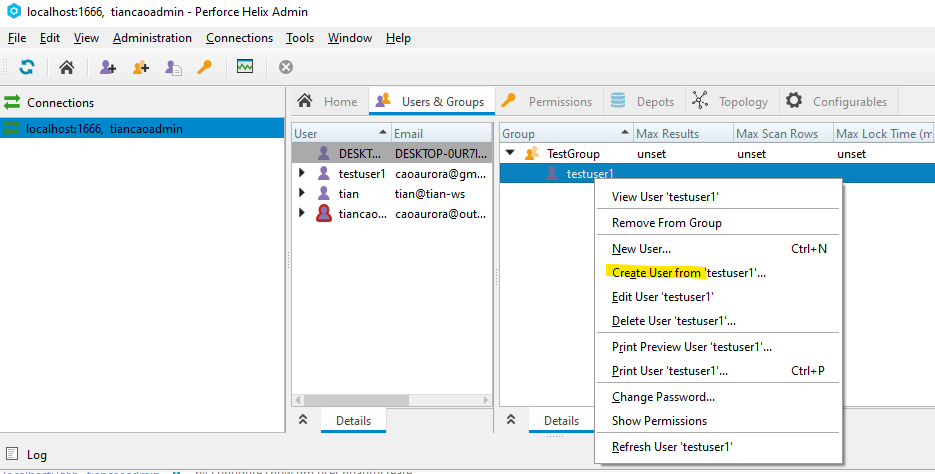 localhost:1666, tiancaoadmin - Perforce Helix Admin
File Edit View Administration Connections Tools Window Help
Connections
localhost:1666, tiancaoadmin
Home Users & Groups Permissions Depots Topology Configurables
User Email
DESKT... DESKTOP-0UR7I...
testuser1 caoaurora@gm...
tian tian@tian-ws
tiancao... caoaurora@out...
Details
Group Max Results Max Scan Rows Max Lock Time (m
TestGroup unset unset unset
testuser1
View User 'testuser1'
Remove From Group
New User... Ctrl+N
Create User from 'testuser1'...
Edit User 'testuser1'
Delete User 'testuser1'...
Print Preview User 'testuser1'...
Print User 'testuser1'... Ctrl+P
Change Password...
Show Permissions
Refresh User 'testuser1'
Details
Log